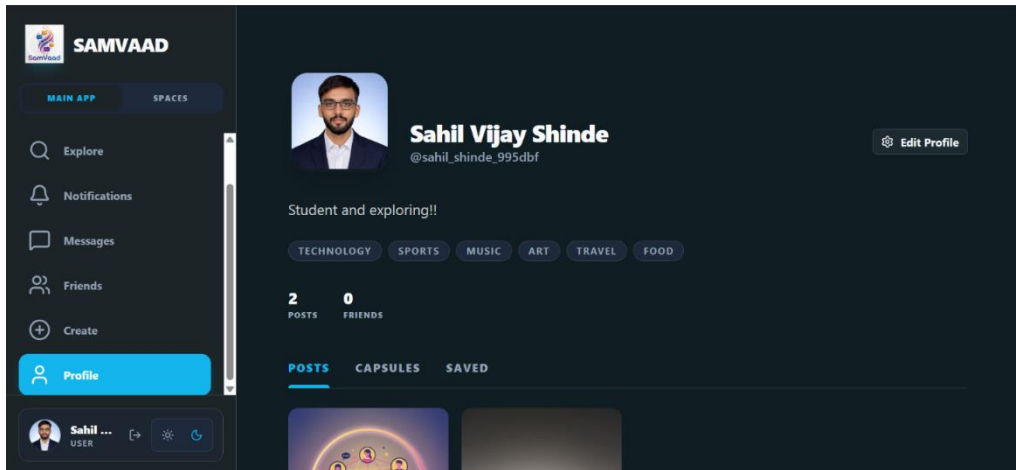 SamVaad
SAMVAAD
MAIN APP SPACES
Explore
Notifications
Messages
Friends
Create
Profile
Sahil ...
USER
Sahil Vijay Shinde
@sahil_shinde_995dbf
Edit Profile
Student and exploring!!
TECHNOLOGY SPORTS MUSIC ART TRAVEL FOOD
2 0
POSTS FRIENDS
POSTS CAPSULES SAVED